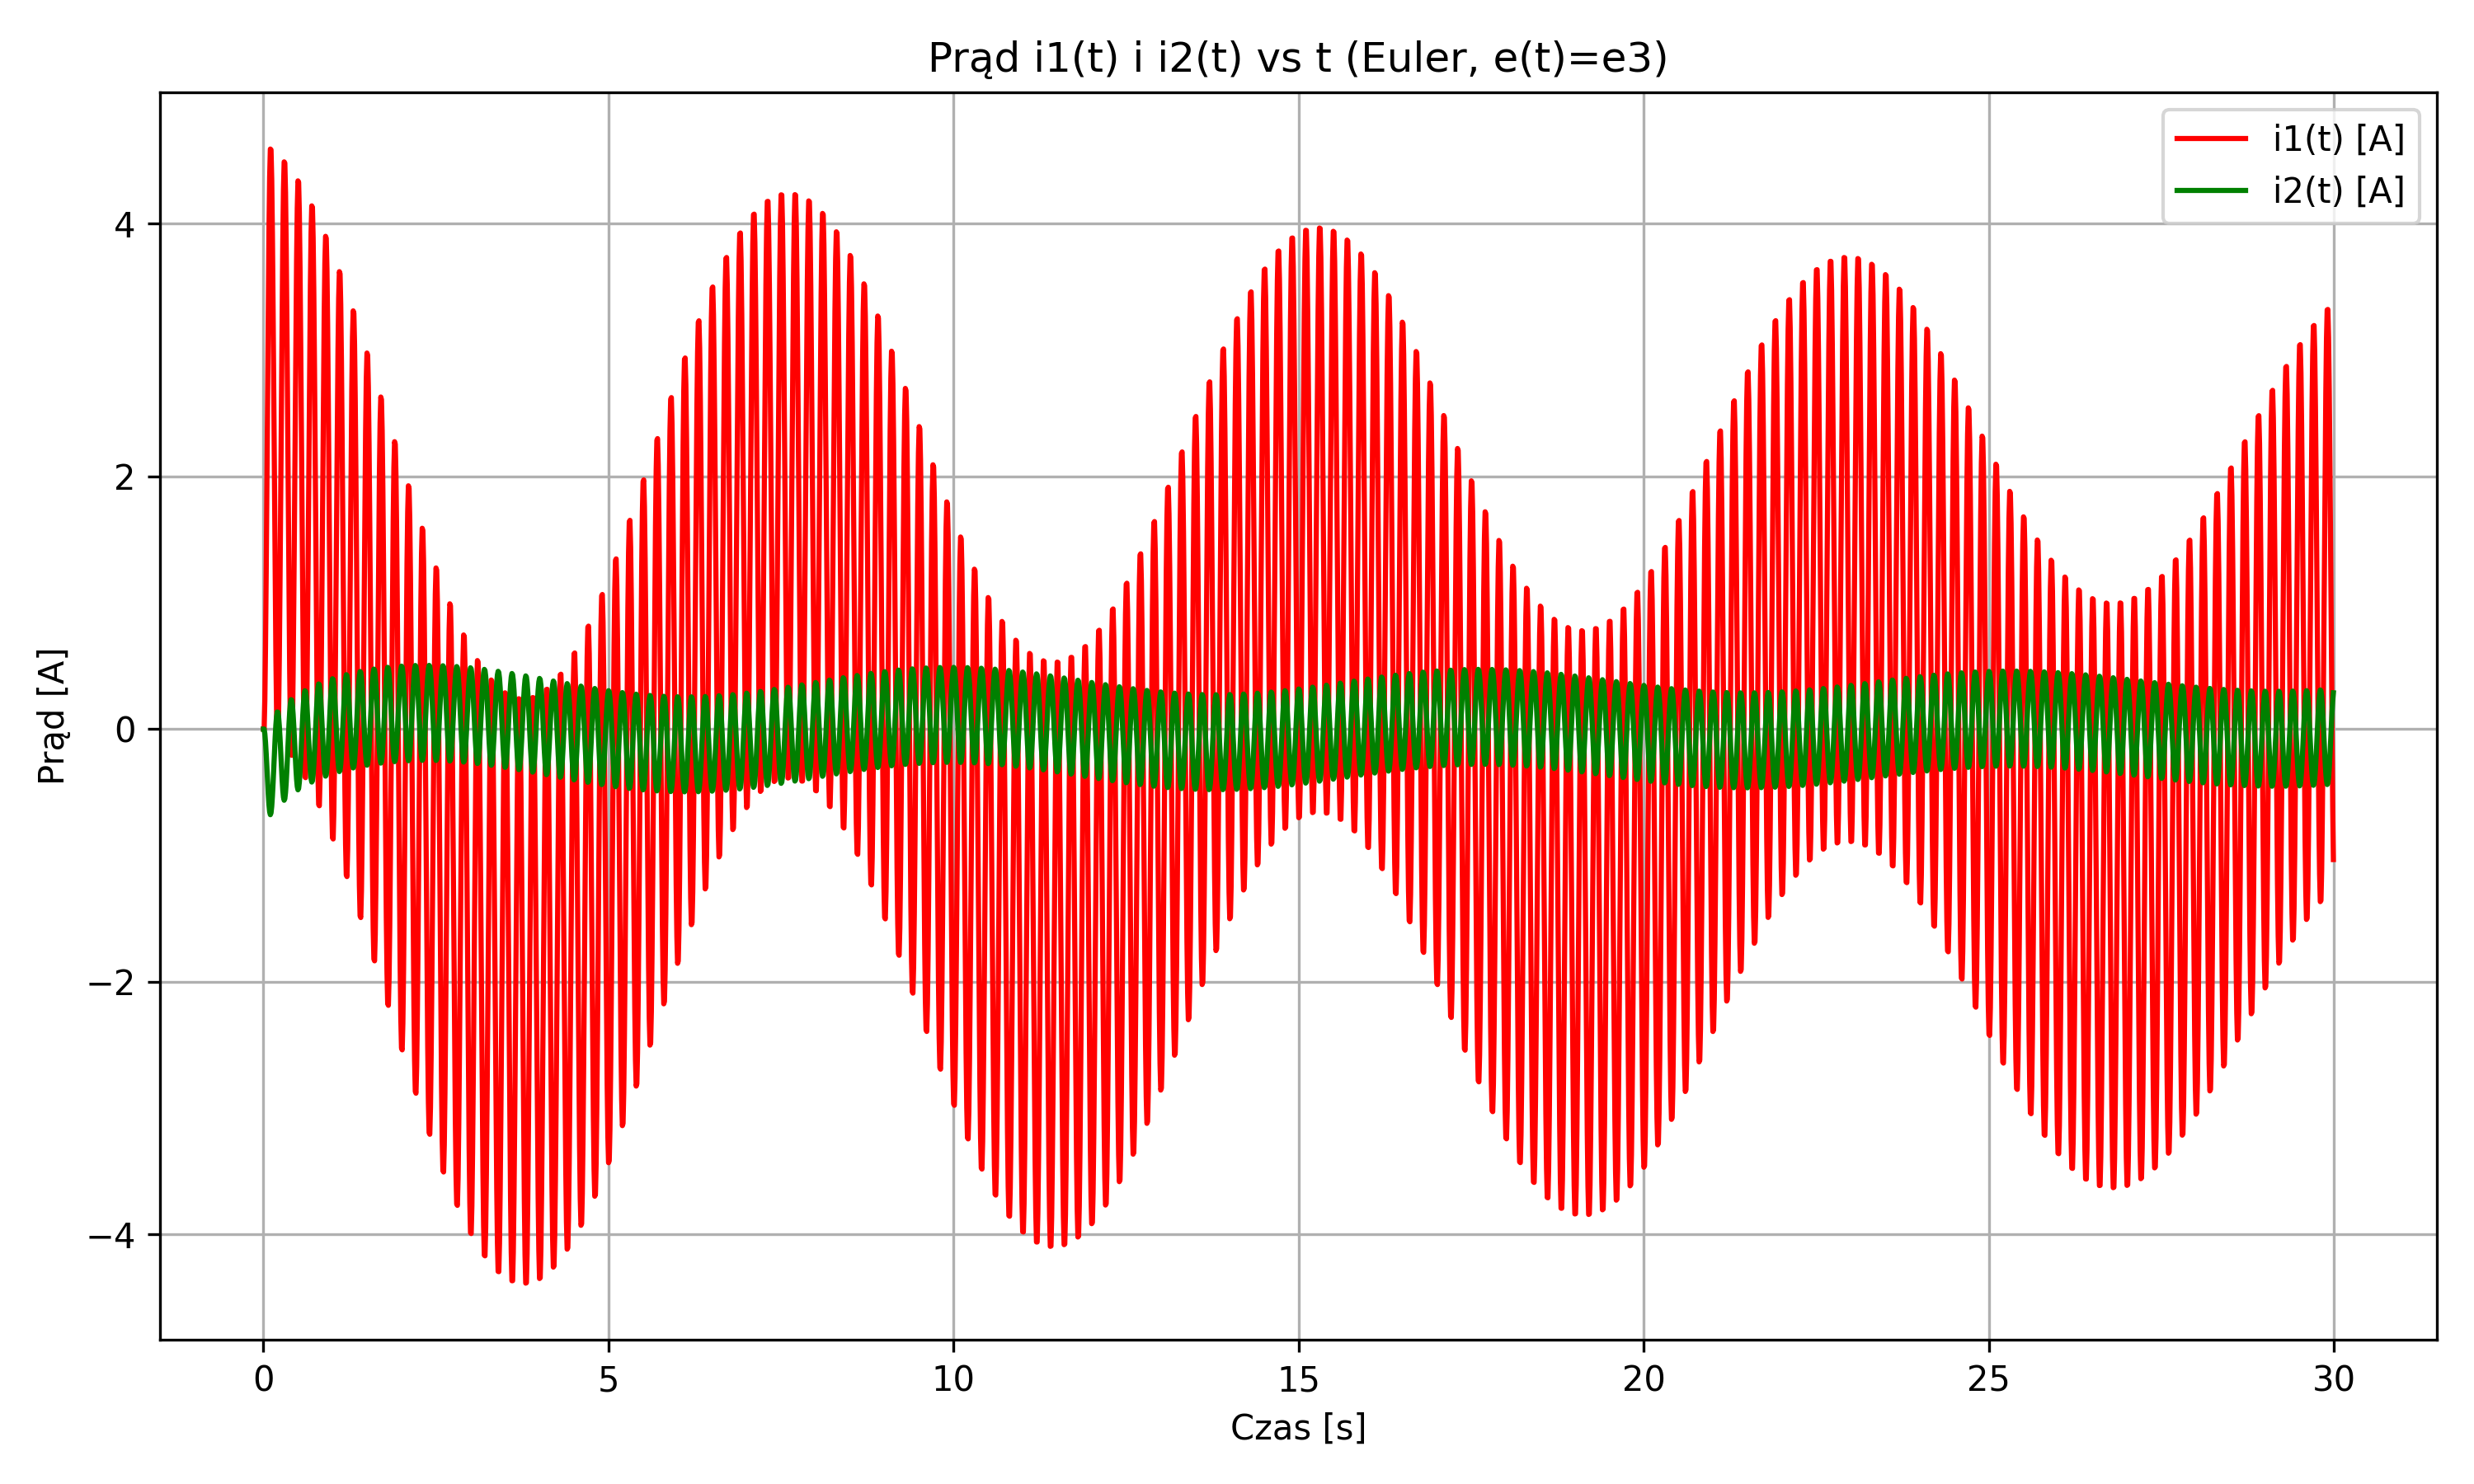 Prąd i1(t) i i2(t) vs t (Euler, e(t)=e3)
i1(t) [A]
i2(t) [A]
Prąd [A]
4
2
0
−2
−4
0 5 10 15 20 25 30
Czas [s]